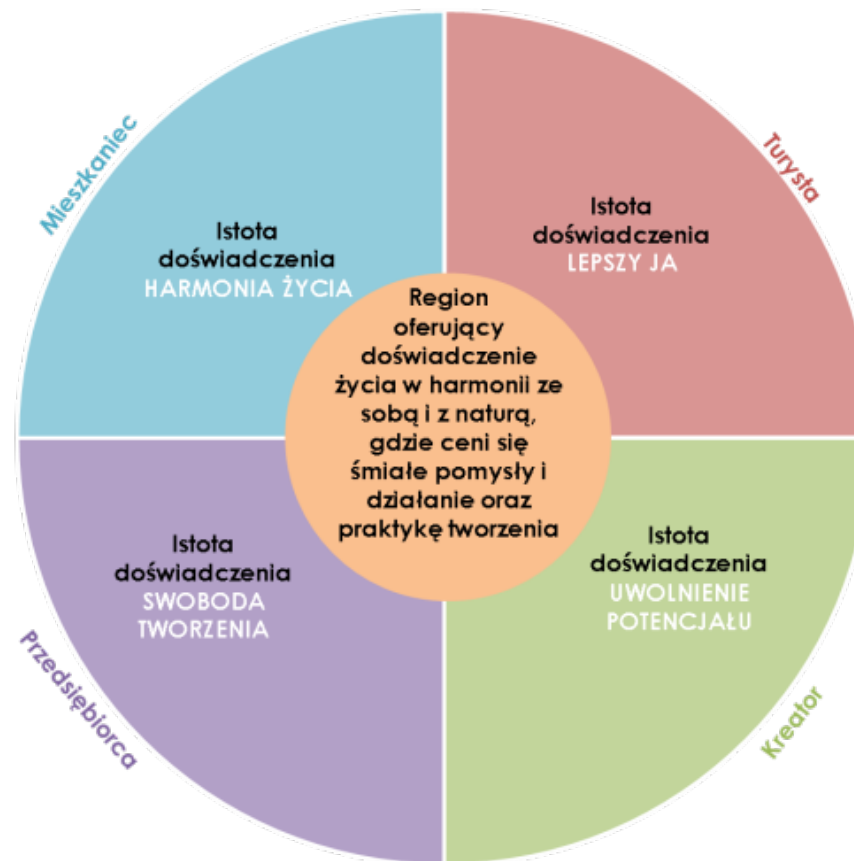 Mieszkaniec
Istota
doświadczenia
HARMONIA ŻYCIA
Turysta
Istota
doświadczenia
LEPSZY JA
Region
oferujący
doświadczenie
życia w harmonii ze
sobą i z naturą,
gdzie ceni się
śmiałe pomysły i
działanie oraz
praktykę tworzenia
Przedsiębiorca
Istota
doświadczenia
SWOBODA
TWORZENIA
Kreator
Istota
doświadczenia
UWOLNIENIE
POTENCJAŁU